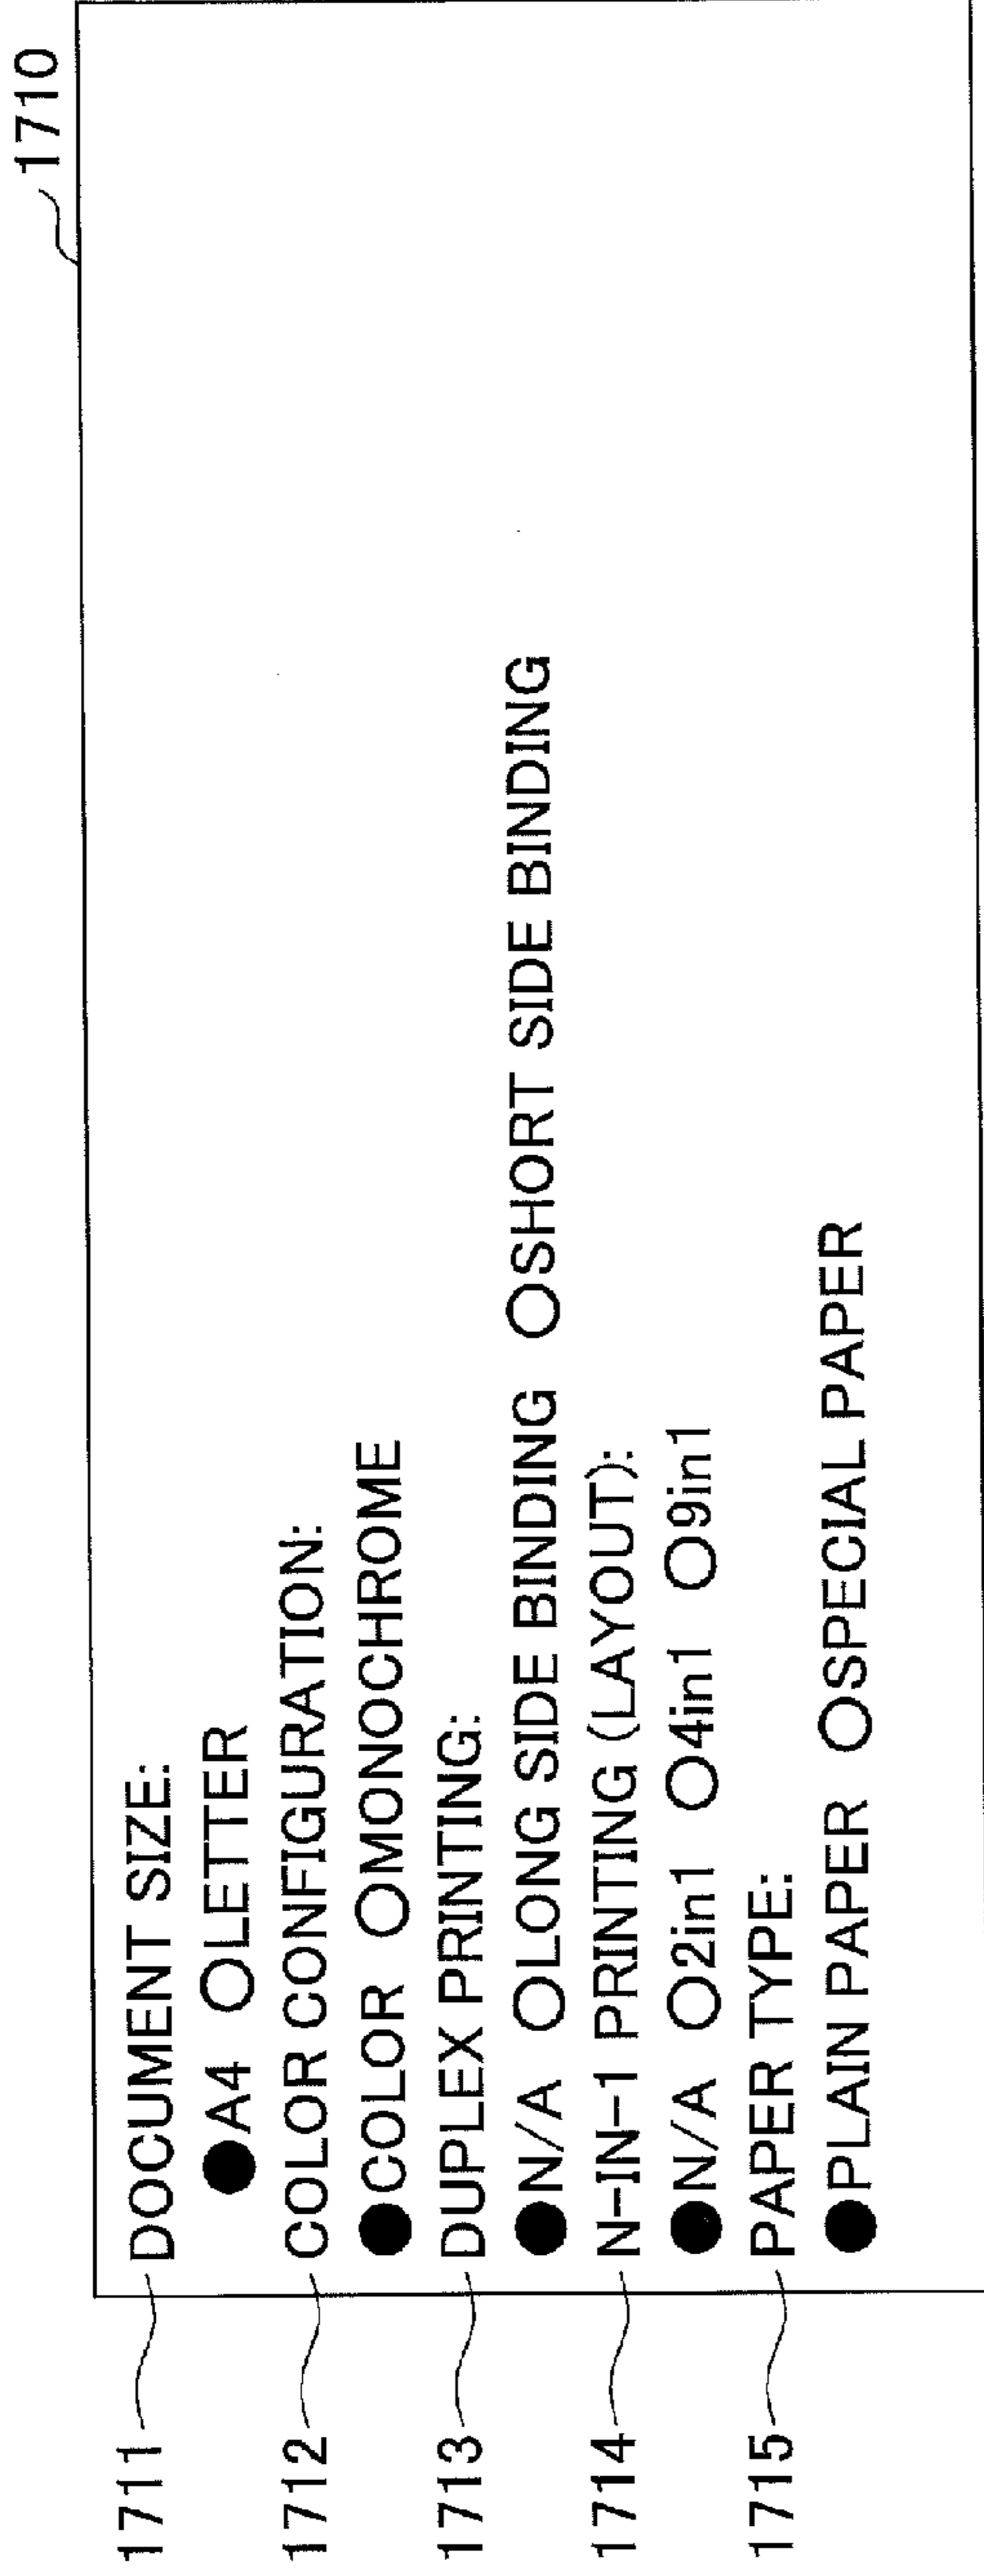 1710
1711 DOCUMENT SIZE:
●A4 ○LETTER
1712 COLOR CONFIGURATION:
●COLOR ○MONOCHROME
1713 DUPLEX PRINTING:
●N/A ○LONG SIDE BINDING ○SHORT SIDE BINDING
1714 N-IN-1 PRINTING (LAYOUT):
●N/A ○2in1 ○4in1 ○9in1
1715 PAPER TYPE:
●PLAIN PAPER ○SPECIAL PAPER